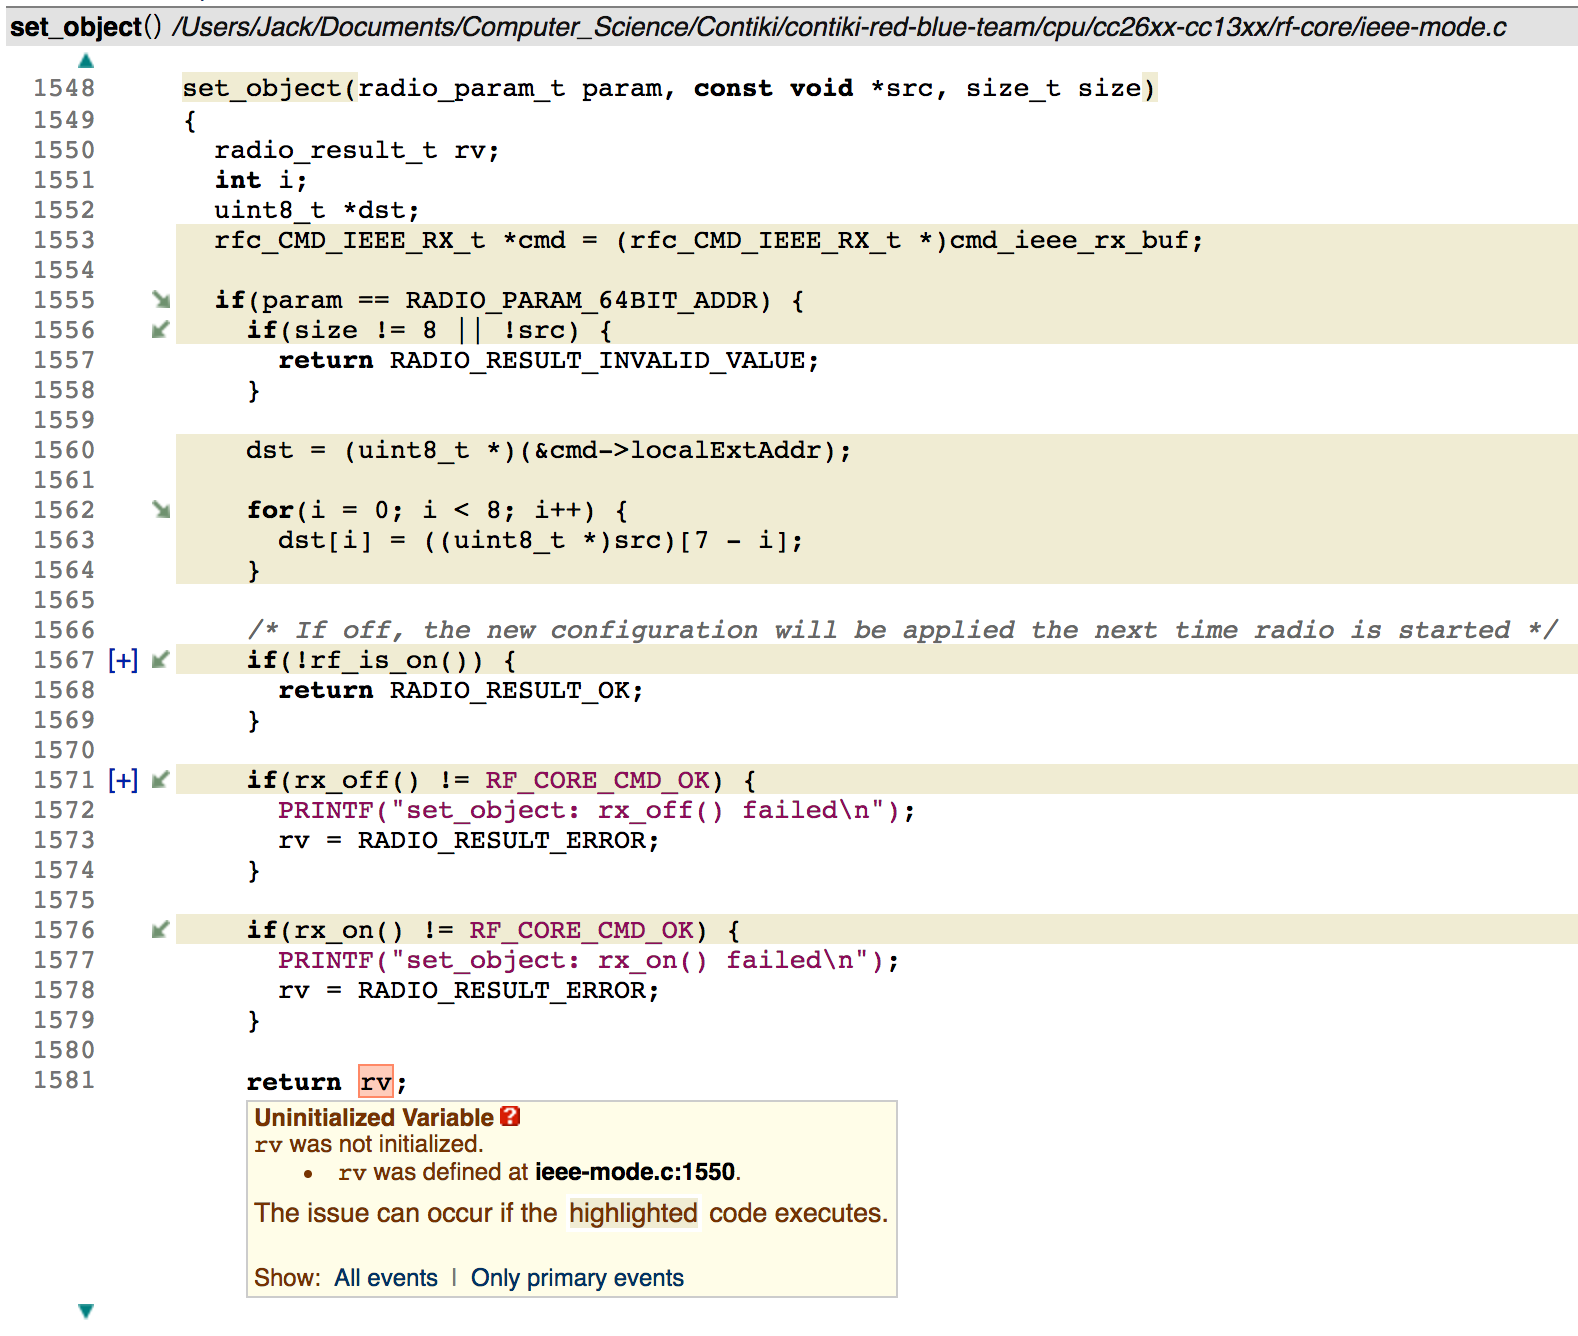 set_object() /Users/Jack/Documents/Computer_Science/Contiki/contiki-red-blue-team/cpu/cc26xx-cc13xx/rf-core/ieee-mode.c
1548 set_object(radio_param_t param, const void *src, size_t size)
1549 {
1550 radio_result_t rv;
1551 int i;
1552 uint8_t *dst;
1553 rfc_CMD_IEEE_RX_t *cmd = (rfc_CMD_IEEE_RX_t *)cmd_ieee_rx_buf;
1554
1555 if(param == RADIO_PARAM_64BIT_ADDR) {
1556 if(size != 8 || !src) {
1557 return RADIO_RESULT_INVALID_VALUE;
1558 }
1559
1560 dst = (uint8_t *)(&cmd->localExtAddr);
1561
1562 for(i = 0; i < 8; i++) {
1563 dst[i] = ((uint8_t *)src)[7 - i];
1564 }
1565
1566 /* If off, the new configuration will be applied the next time radio is started */
1567 [+] if(!rf_is_on()) {
1568 return RADIO_RESULT_OK;
1569 }
1570
1571 [+] if(rx_off() != RF_CORE_CMD_OK) {
1572 PRINTF("set_object: rx_off() failed\n");
1573 rv = RADIO_RESULT_ERROR;
1574 }
1575
1576 if(rx_on() != RF_CORE_CMD_OK) {
1577 PRINTF("set_object: rx_on() failed\n");
1578 rv = RADIO_RESULT_ERROR;
1579 }
1580
1581 return rv;
Uninitialized Variable ?
rv was not initialized.
• rv was defined at ieee-mode.c:1550.
The issue can occur if the highlighted code executes.
Show: All events | Only primary events